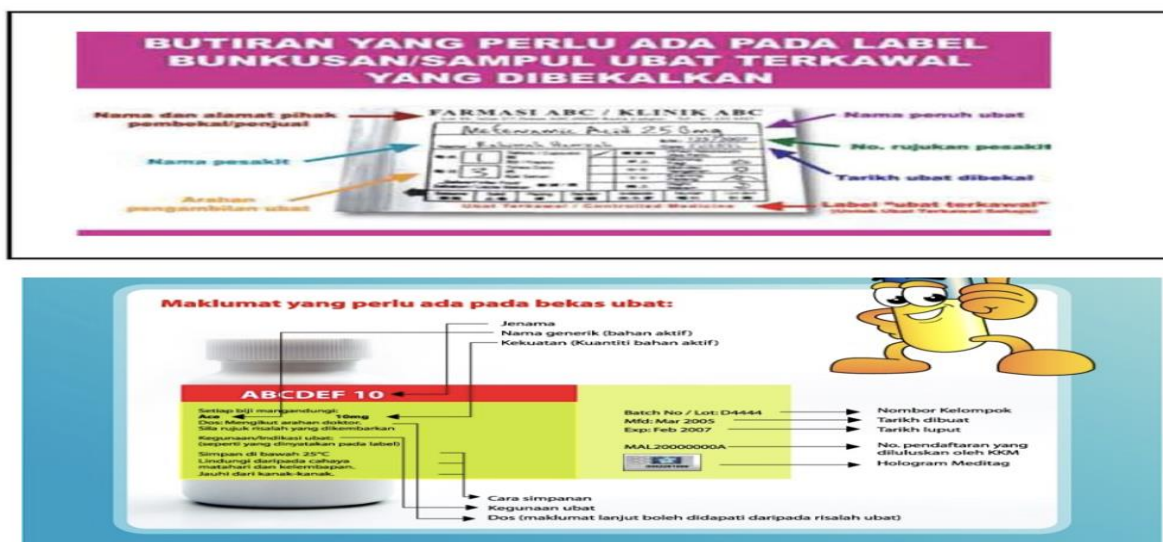 BUTIRAN YANG PERLU ADA PADA LABEL
BUNKUSAN/SAMPUL UBAT TERKAWAL
YANG DIBEKALKAN
Nama dan alamat pihak
pembekal/penjual
FARMASI ABC / KLINIK ABC
Nama penuh ubat
Mefenamic Acid 250mg
No. rujukan pesakit
Nama pesakit
Tarikh ubat dibekal
Arahan
pengambilan ubat
Ubat Terkawal / Controlled Medicine
Label "ubat terkawal"
(Untuk Ubat Terkawal Sahaja)
Maklumat yang perlu ada pada bekas ubat:
Jenama
Nama generik (bahan aktif)
Kekuatan (Kuantiti bahan aktif)
ABCDEF 10
Setiap biji mangandungi:
Ace 10mg
Dos: Mengikut arahan doktor.
Sila rujuk risalah yang dikembarkan
Kegunaan/Indikasi ubat:
(seperti yang dinyatakan pada label)
Simpan di bawah 25°C
Lindungi daripada cahaya
matahari dan kelembapan.
Jauhi dari kanak-kanak.
Batch No / Lot: D4444
Mfd: Mar 2005
Exp: Feb 2007
MAL20000000A
Nombor Kelompok
Tarikh dibuat
Tarikh luput
No. pendaftaran yang
diluluskan oleh KKM
Hologram Meditag
Cara simpanan
Kegunaan ubat
Dos (maklumat lanjut boleh didapati daripada risalah ubat)